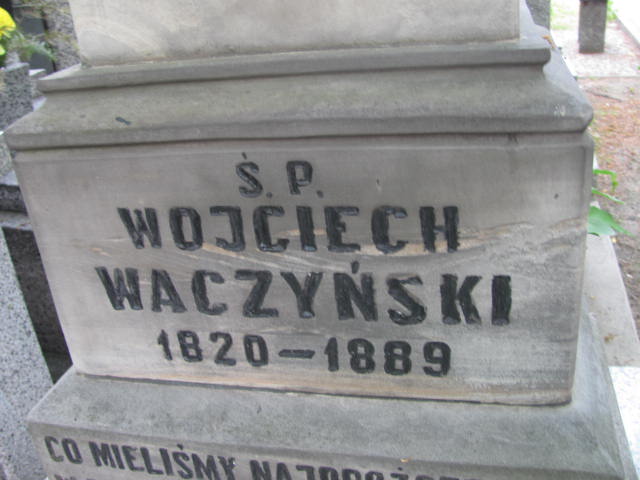 Ś. P.
WOJCIECH
WACZYŃSKI
1820-1889
CO MIELIŚMY